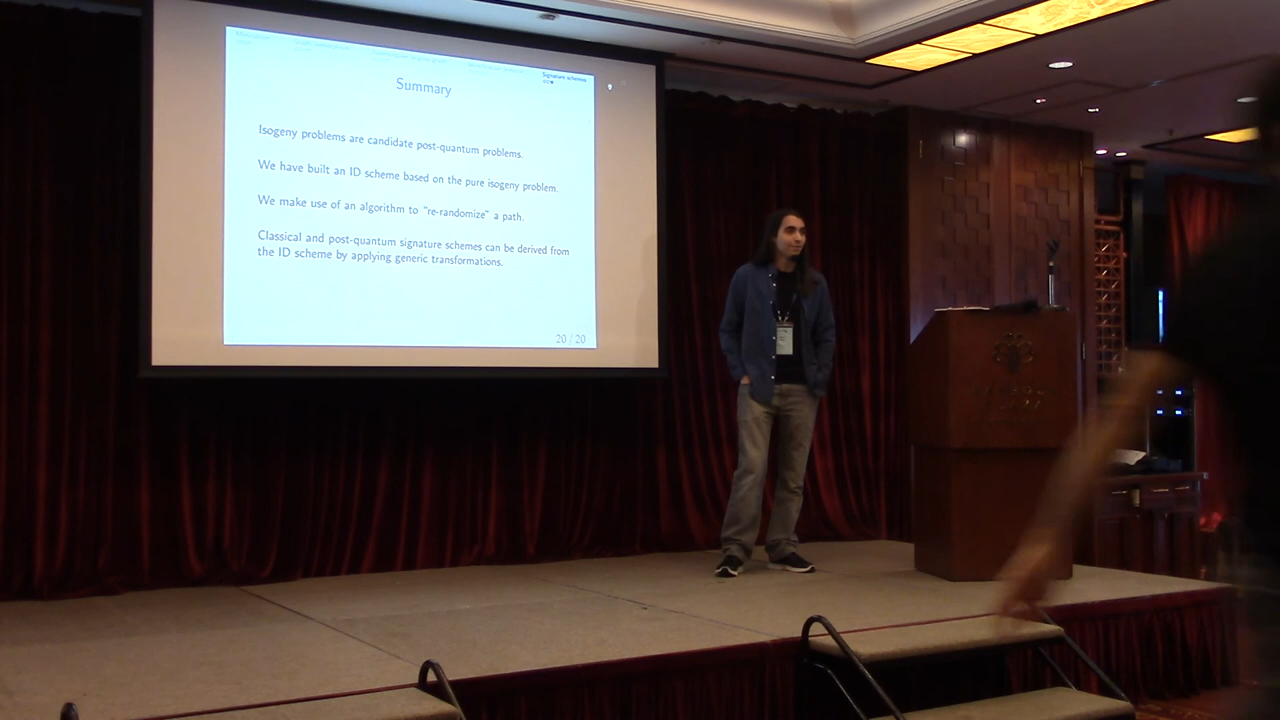 Signature schemes
Summary
Isogeny problems are candidate post-quantum problems.
We have built an ID scheme based on the pure isogeny problem.
We make use of an algorithm to "re-randomize" a path.
Classical and post-quantum signature schemes can be derived from
the ID scheme by applying generic transformations.
20 / 20